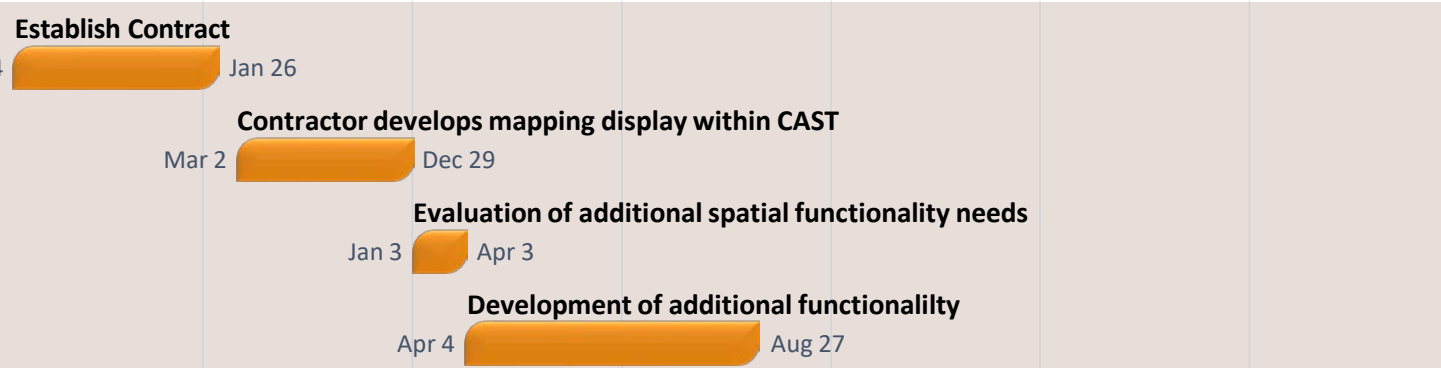 Establish Contract
Jan 26
Contractor develops mapping display within CAST
Mar 2 Dec 29
Evaluation of additional spatial functionality needs
Jan 3 Apr 3
Development of additional functionalilty
Apr 4 Aug 27